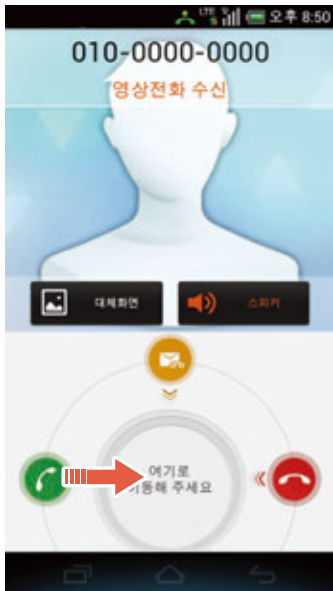 LTE 오후 8:50
010-0000-0000
영상전화 수신
대체화면 스피커
여기로
이동해 주세요